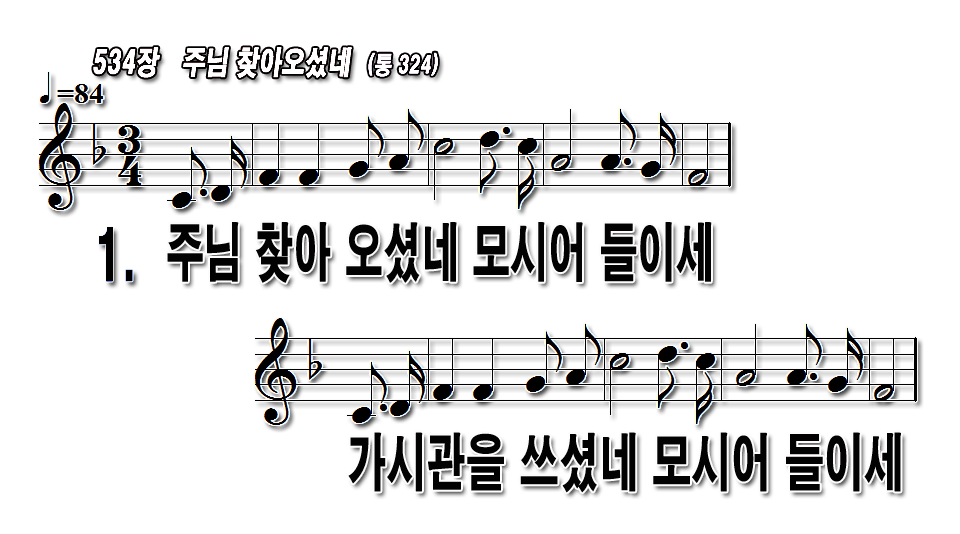 534장 주님 찾아오셨네 (통 324)
♩=84
3
4
1. 주님 찾아 오셨네 모시어 들이세
가시관을 쓰셨네 모시어 들이세